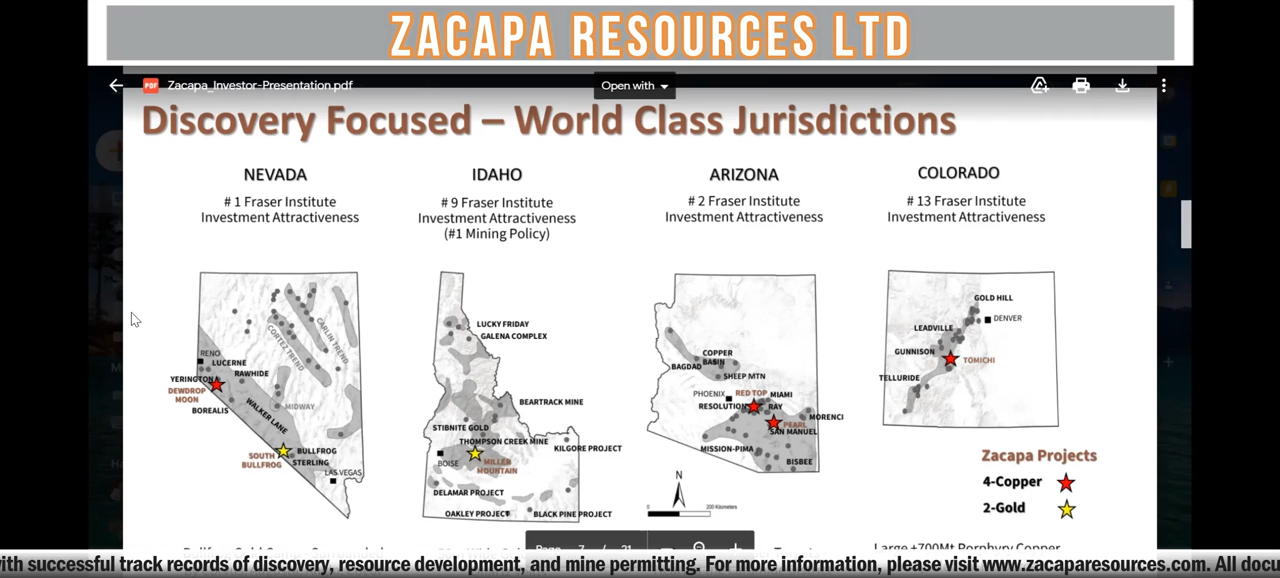 ZACAPA RESOURCES LTD
Zacapa_Investor-Presentation.pdf
Open with
Discovery Focused – World Class Jurisdictions
NEVADA
# 1 Fraser Institute
Investment Attractiveness
RENO
LUCERNE
YERINGTON
RAWHIDE
DEWDROP
MOON
BOREALIS
WALKER LANE
CORTEZ TREND
CARLIN TREND
MIDWAY
SOUTH
BULLFROG
BULLFROG
STERLING
LAS VEGAS
IDAHO
# 9 Fraser Institute
Investment Attractiveness
(#1 Mining Policy)
LUCKY FRIDAY
GALENA COMPLEX
BEARTRACK MINE
STIBNITE GOLD
THOMPSON CREEK MINE
KILGORE PROJECT
BOISE
MILLER
MOUNTAIN
DELAMAR PROJECT
OAKLEY PROJECT
BLACK PINE PROJECT
ARIZONA
# 2 Fraser Institute
Investment Attractiveness
COPPER
BASIN
BAGDAD
SHEEP MTN
PHOENIX
RED TOP
MIAMI
RESOLUTION
RAY
MORENCI
PEARL
SAN MANUEL
MISSION-PIMA
BISBEE
N
200 Kilometers
COLORADO
# 13 Fraser Institute
Investment Attractiveness
GOLD HILL
DENVER
LEADVILLE
GUNNISON
TOMICHI
TELLURIDE
Zacapa Projects
4-Copper
2-Gold
Page 7 / 21
Large +700Mt Porphyry Copper
with successful track records of discovery, resource development, and mine permitting. For more information, please visit www.zacaparesources.com. All docu